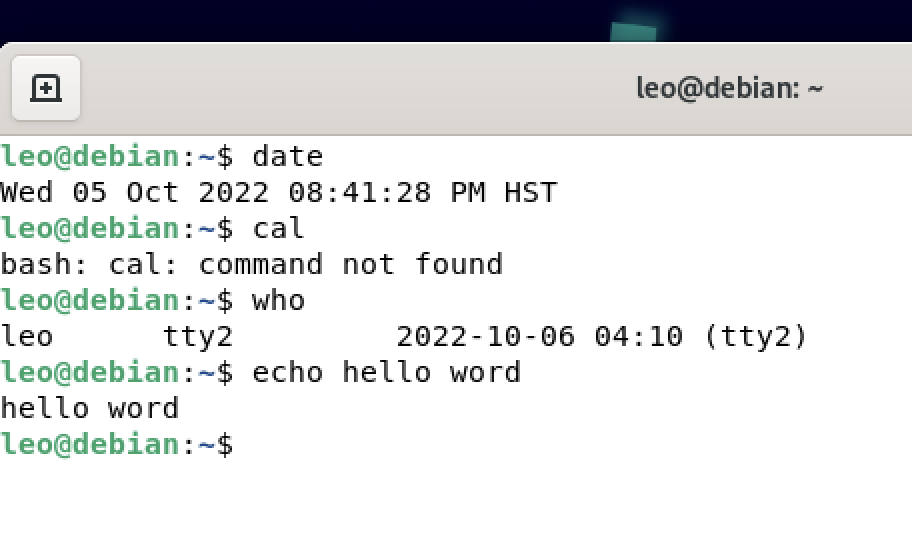 leo@debian: ~
leo@debian:~$ date
Wed 05 Oct 2022 08:41:28 PM HST
leo@debian:~$ cal
bash: cal: command not found
leo@debian:~$ who
leo      tty2         2022-10-06 04:10 (tty2)
leo@debian:~$ echo hello word
hello word
leo@debian:~$